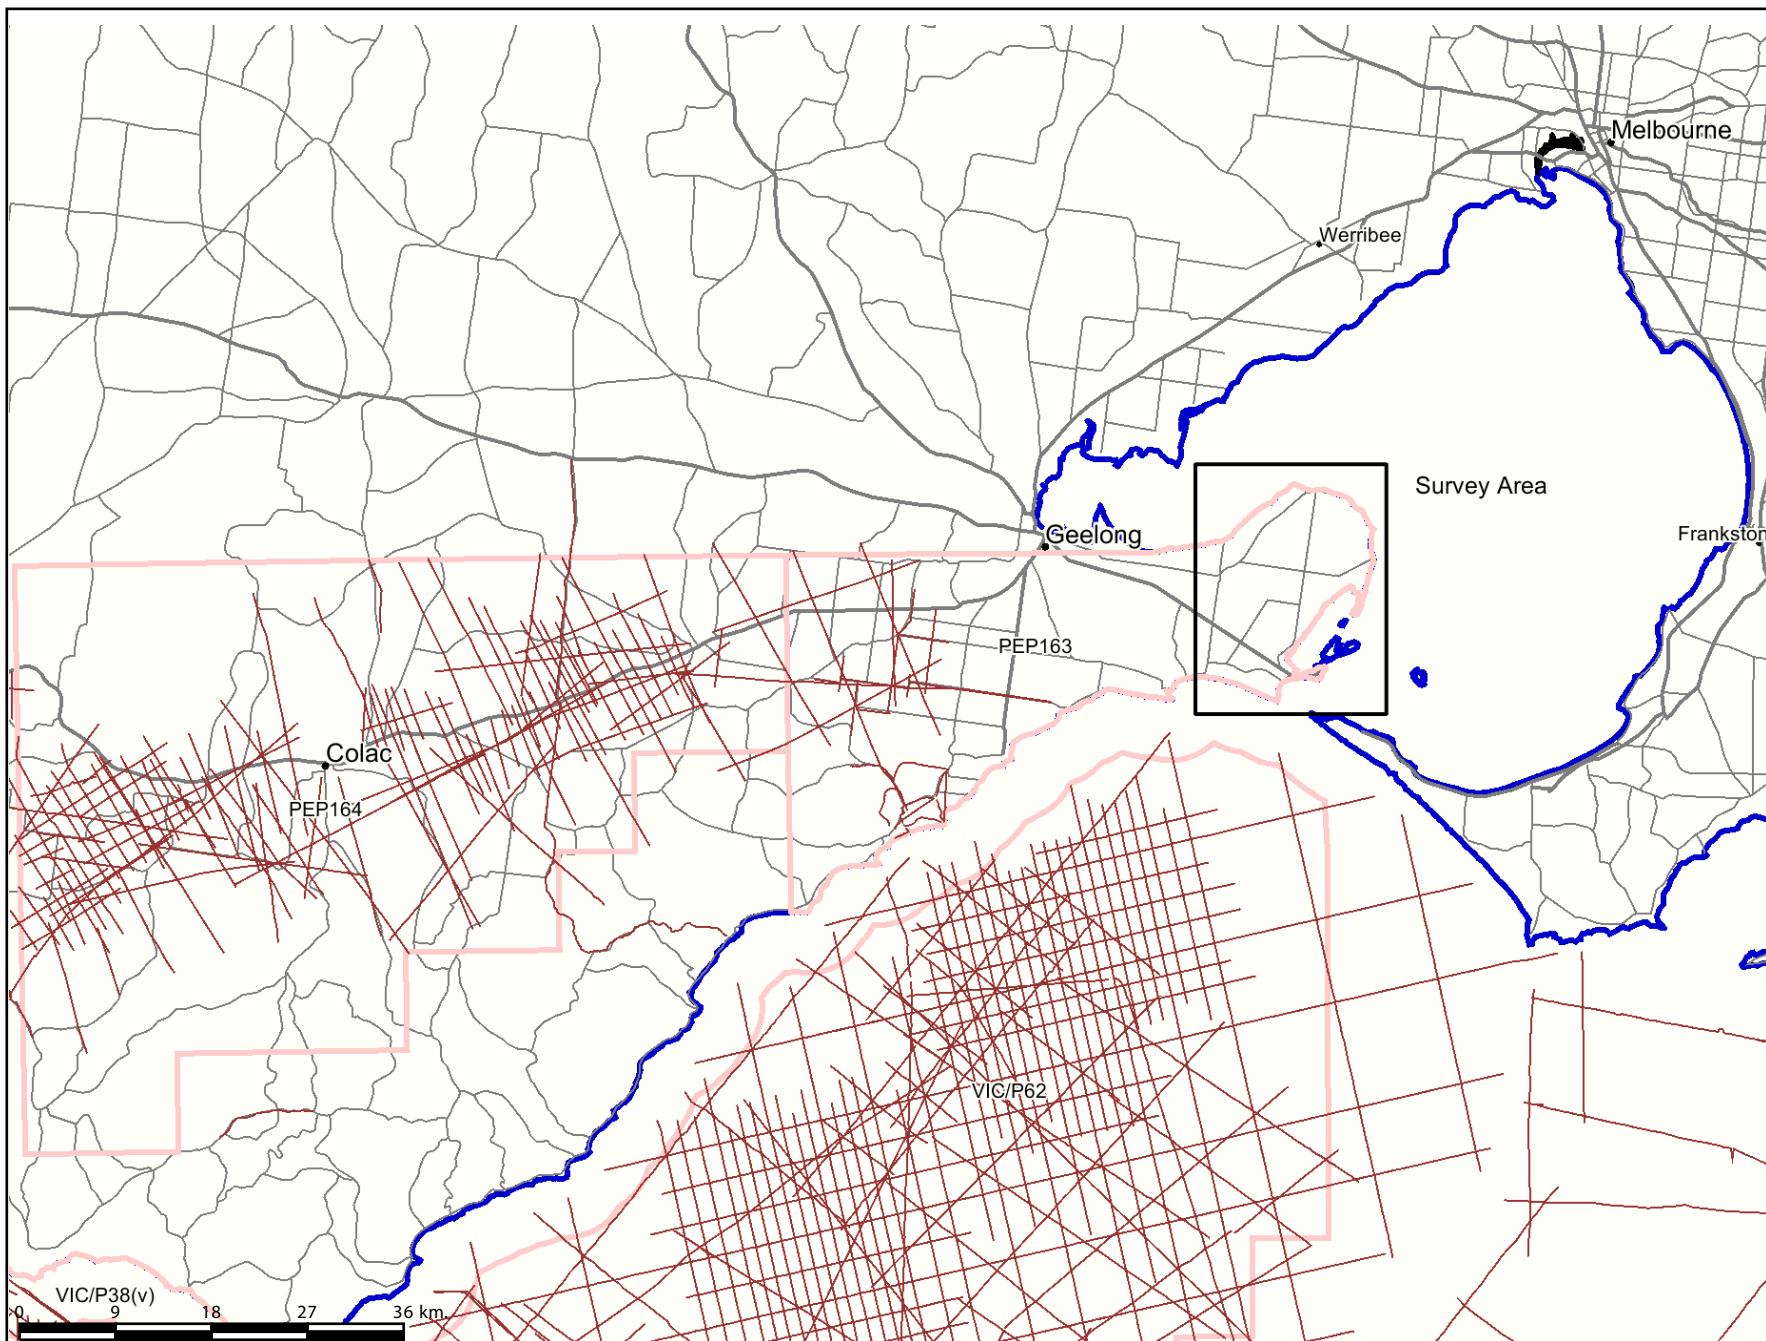 Melbourne
Werribee
Survey Area
Geelong
Frankston
PEP163
Colac
PEP164
VIC/P62
VIC/P38(v)
0 9 18 27 36 km.